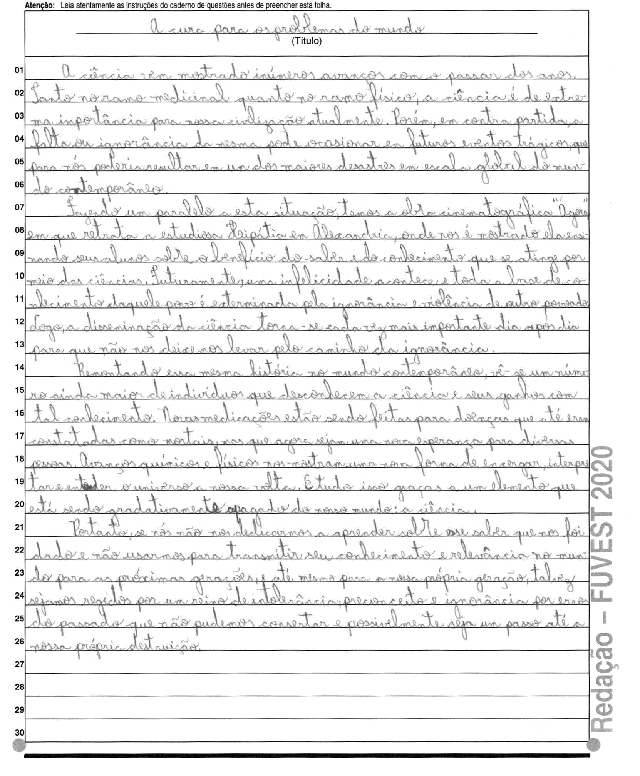 Atenção: Leia atentamente as instruções do caderno de questões antes de preencher esta folha.
A cura para os problemas do mundo
(Título)
01 A ciência vem mostrado inúmeros avanços com o passar dos anos.
02 Tanto no ramo medicinal quanto no ramo físico, a ciência é de extre-
03 ma importância para nossa civilização atualmente. Porém, em contra partida, a
04 falta ou ignorância da mesma pode ocasionar em futuros eventos trágicos, que
05 para nós poderia resultar em um dos maiores desastres em escala global do mun-
06 do contemporâneo.
07 Fazendo um paralelo a esta situação, temos a obra cinematográfica "Ágora"
08 em que retrata a estudiosa em Alexandria, onde nos é mostrado ela ensi-
09 nando seus alunos sobre o benefício do saber e do conhecimento que se atinge por
10 meio das ciências. Futuramente, uma infelicidade acontece e toda a base de co-
11 nhecimento daquele povo é exterminada pela ignorância e violência de outro povoado.
12 Logo, a disseminação da ciência torna-se cada vez mais importante dia após dia
13 para que não nos deixe nos levar pelo caminho da ignorância.
14 Remontando essa mesma história no mundo contemporâneo, vê-se um núme-
15 ro ainda maior de indivíduos que desconhecem a ciência e seus ganhos com
16 tal conhecimento. Novas medicações estão sendo feitas para doenças que até eram
17 constatadas como mortais mas que agora sejam uma nova esperança para diversas
18 pessoas. Avanços químicos e físicos nos mostram uma nova forma de enxergar, interpre
19 tar e entender o universo a nossa volta. E tudo isso graças a um elemento que
20 está sendo gradativamente apagado do nosso mundo: a ciência.
21 Portanto, se nós não nos dedicarmos a aprender sobre esse saber que nos foi
22 dado e não usarmos para transmitir seu conhecimento e relevância no mun-
23 do para as próximas gerações, e até mesmo para a nossa própria geração, talvez
24 sejamos regidos por um reino de intolerância, preconceito e ignorância por erros
25 do passado que não pudemos consertar e possivelmente seja um passo até a
26 nossa própria destruição.
27
28
29
30
Redação – FUVEST 2020